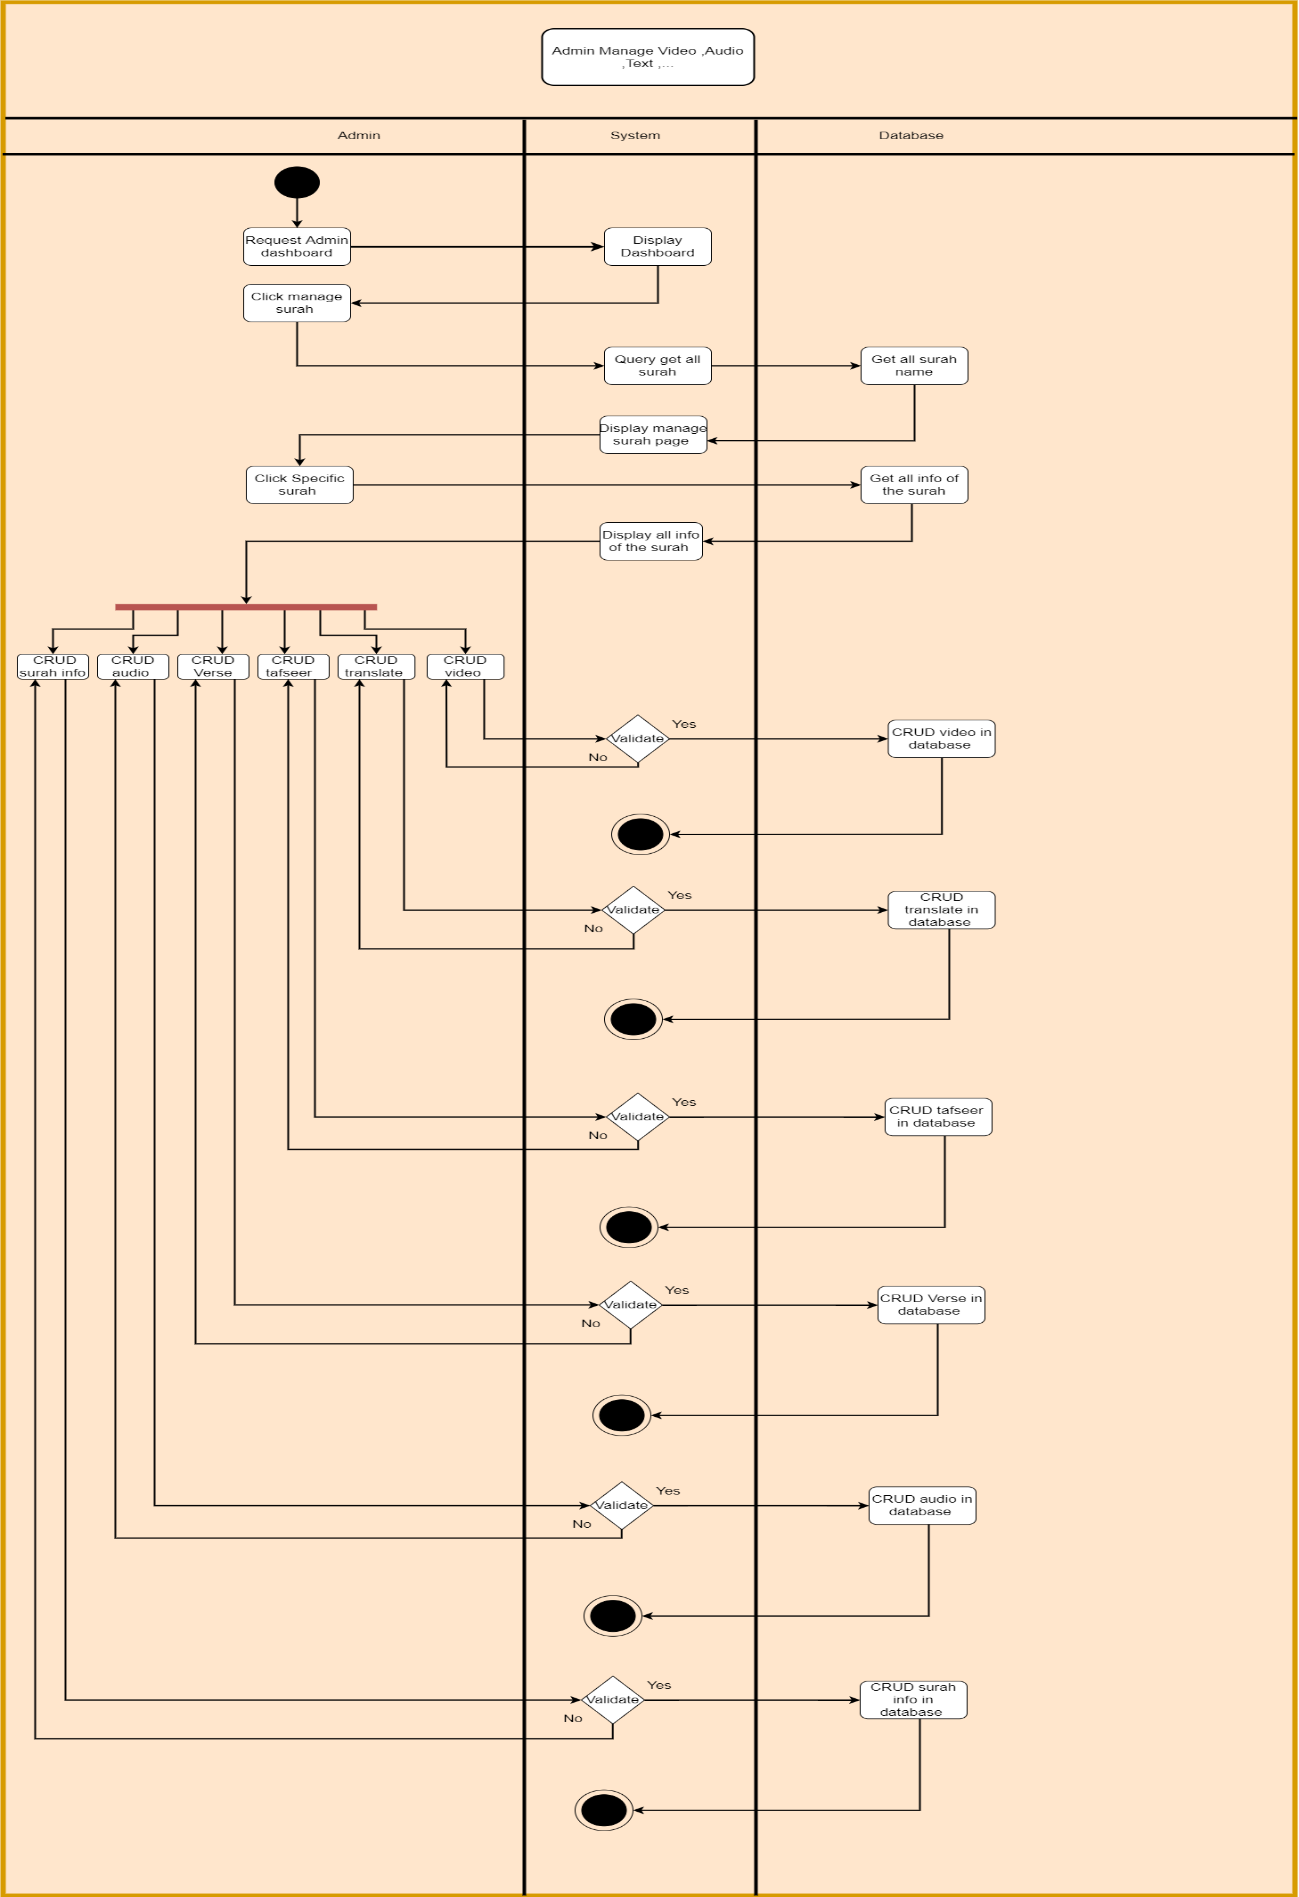 Admin Manage Video ,Audio
,Text ,...
Admin
System
Database
Request Admin
dashboard
Display
Dashboard
Click manage
surah
Query get all
surah
Get all surah
name
Display manage
surah page
Click Specific
surah
Get all info of
the surah
Display all info
of the surah
CRUD
surah info
CRUD
audio
CRUD
Verse
CRUD
tafseer
CRUD
translate
CRUD
video
Validate
Yes
No
CRUD video in
database
Validate
Yes
No
CRUD
translate in
database
Validate
Yes
No
CRUD tafseer
in database
Validate
Yes
No
CRUD Verse in
database
Validate
Yes
No
CRUD audio in
database
Validate
Yes
No
CRUD surah
info in
database